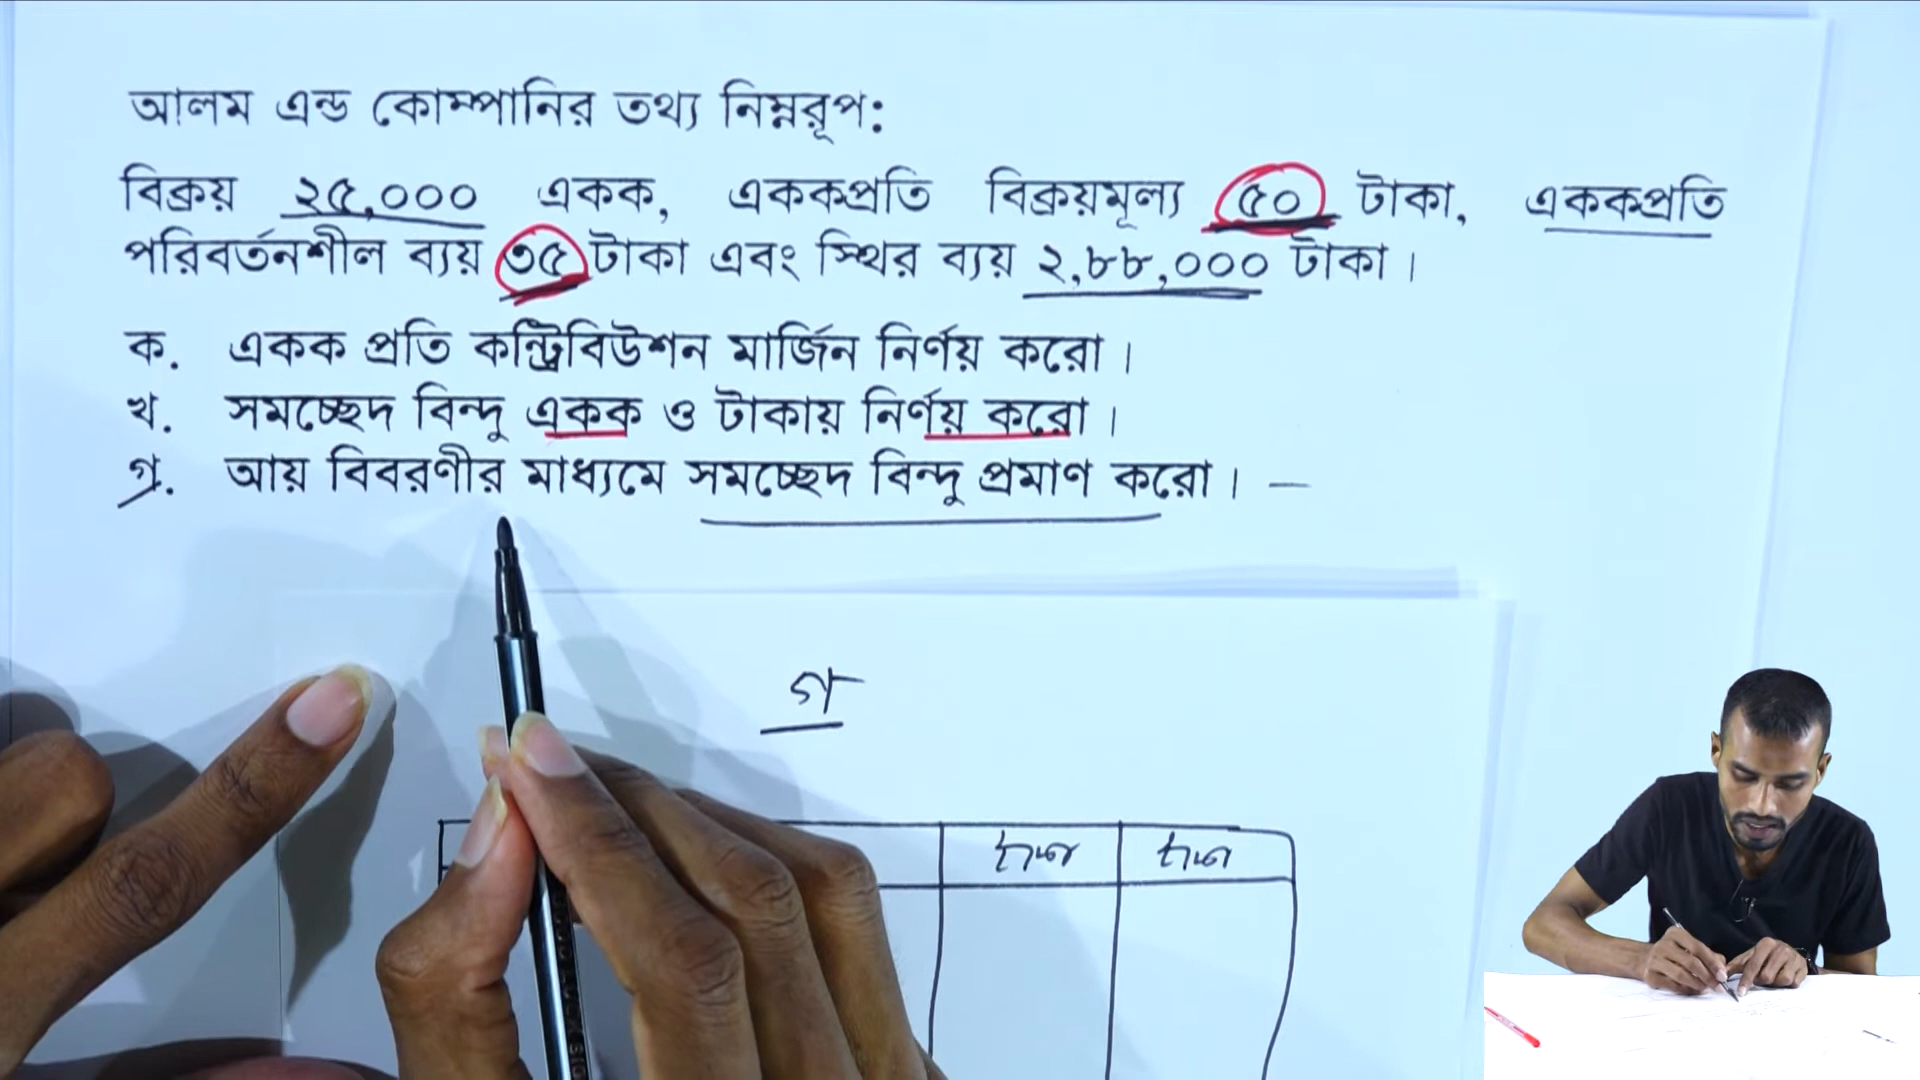 আলম এন্ড কোম্পানির তথ্য নিম্নরূপ:
বিক্রয় ২৫,০০০ একক, এককপ্রতি বিক্রয়মূল্য ৫০ টাকা, এককপ্রতি
পরিবর্তনশীল ব্যয় ৩৫ টাকা এবং স্থির ব্যয় ২,৮৮,০০০ টাকা।
ক. একক প্রতি কন্ট্রিবিউশন মার্জিন নির্ণয় করো।
খ. সমচ্ছেদ বিন্দু একক ও টাকায় নির্ণয় করো।
গ. আয় বিবরণীর মাধ্যমে সমচ্ছেদ বিন্দু প্রমাণ করো।
গ
টাকা টাকা